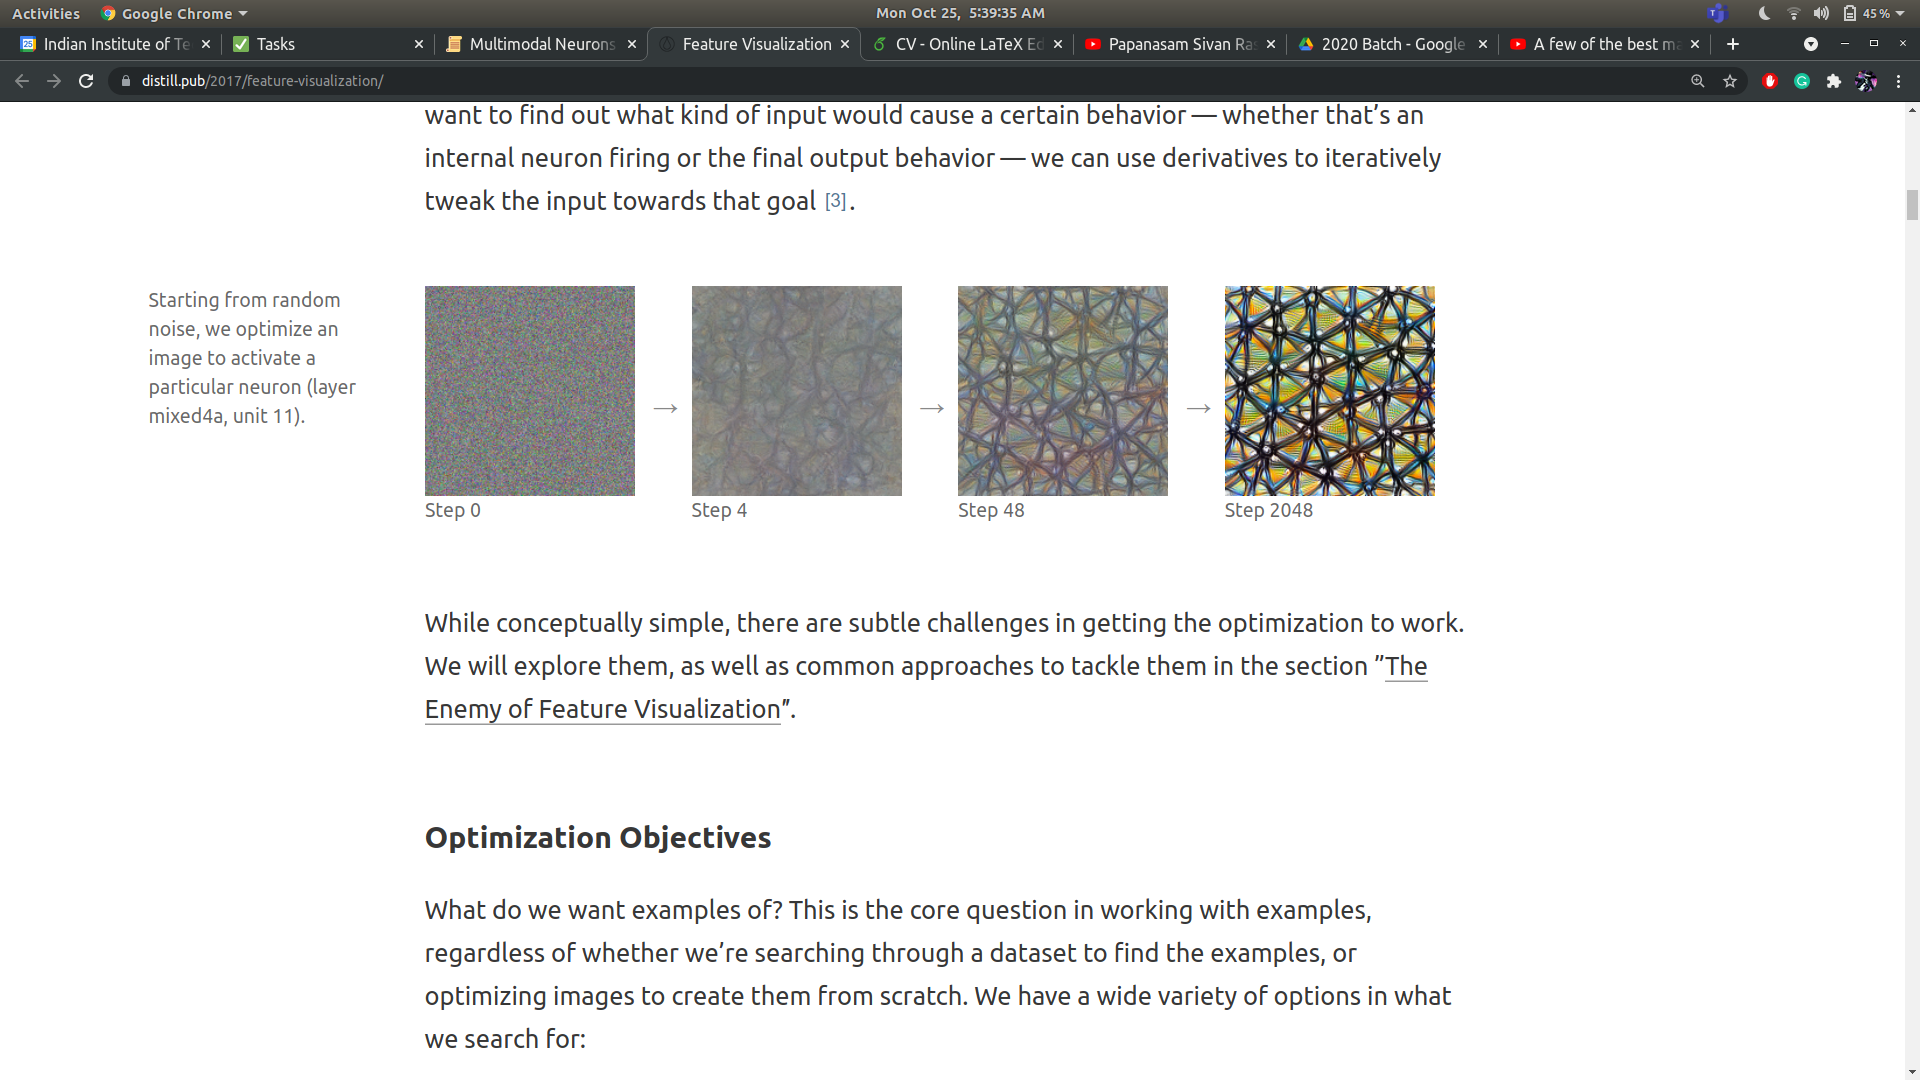 Activities Google Chrome Mon Oct 25, 5:39:35 AM 45 %
Indian Institute of Te Tasks Multimodal Neurons Feature Visualization CV - Online LaTeX Ed Papanasam Sivan Ra 2020 Batch - Google A few of the best ma
distill.pub/2017/feature-visualization/
want to find out what kind of input would cause a certain behavior — whether that’s an
internal neuron firing or the final output behavior — we can use derivatives to iteratively
tweak the input towards that goal [3].
Starting from random
noise, we optimize an
image to activate a
particular neuron (layer
mixed4a, unit 11).
→ → →
Step 0 Step 4 Step 48 Step 2048
While conceptually simple, there are subtle challenges in getting the optimization to work.
We will explore them, as well as common approaches to tackle them in the section ”The
Enemy of Feature Visualization”.
Optimization Objectives
What do we want examples of? This is the core question in working with examples,
regardless of whether we’re searching through a dataset to find the examples, or
optimizing images to create them from scratch. We have a wide variety of options in what
we search for: